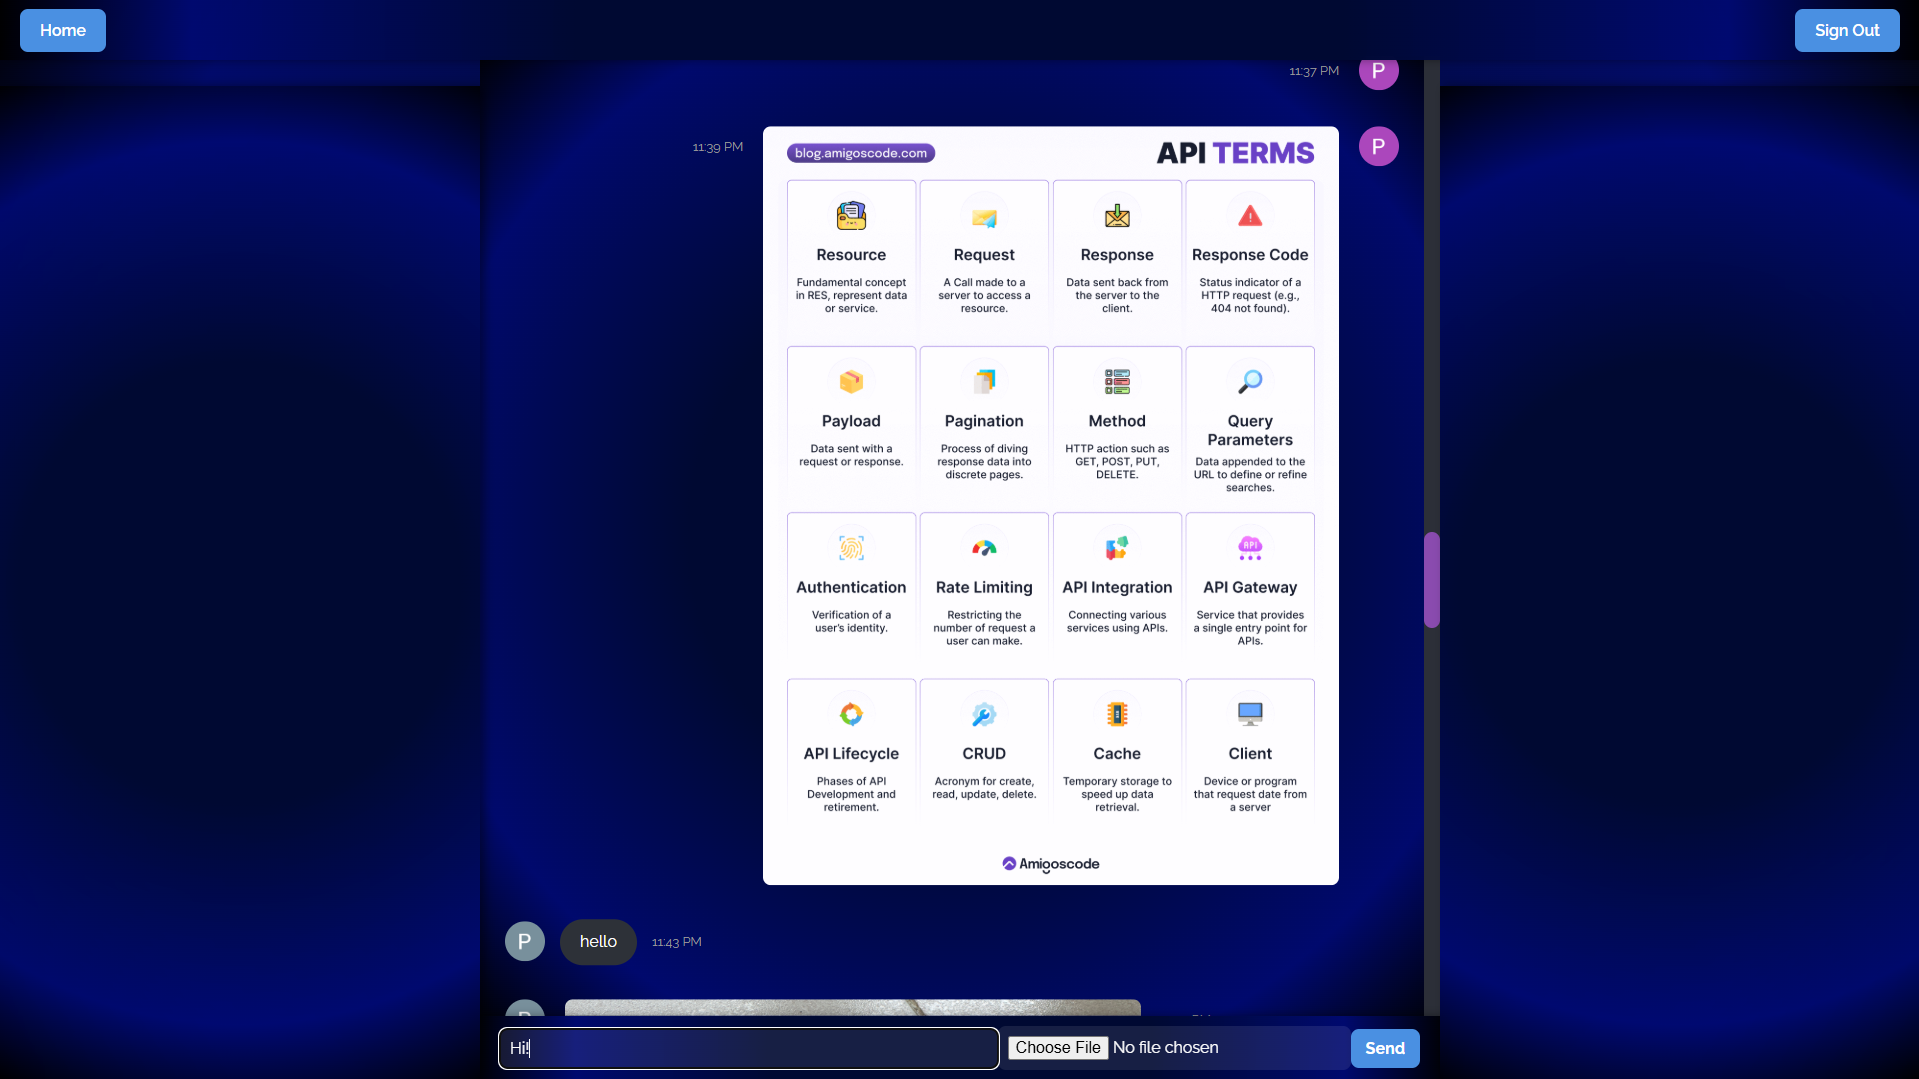 Home
Sign Out
11:37 PM
P
11:39 PM
P
blog.amigoscode.com
API TERMS
Resource
Fundamental concept
in RES, represent data
or service.
Request
A Call made to a
server to access a
resource.
Response
Data sent back from
the server to the
client.
Response Code
Status indicator of a
HTTP request (e.g.,
404 not found).
Payload
Data sent with a
request or response.
Pagination
Process of diving
response data into
discrete pages.
Method
HTTP action such as
GET, POST, PUT,
DELETE.
Query
Parameters
Data appended to the
URL to define or refine
searches.
Authentication
Verification of a
user's identity.
Rate Limiting
Restricting the
number of request a
user can make.
API Integration
Connecting various
services using APIs.
API
API Gateway
Service that provides
a single entry point for
APIs.
API Lifecycle
Phases of API
Development and
retirement.
CRUD
Acronym for create,
read, update, delete.
Cache
Temporary storage to
speed up data
retrieval.
Client
Device or program
that request date from
a server
Amigoscode
P
hello
11:43 PM
P
Hi!
Choose File
No file chosen
Send